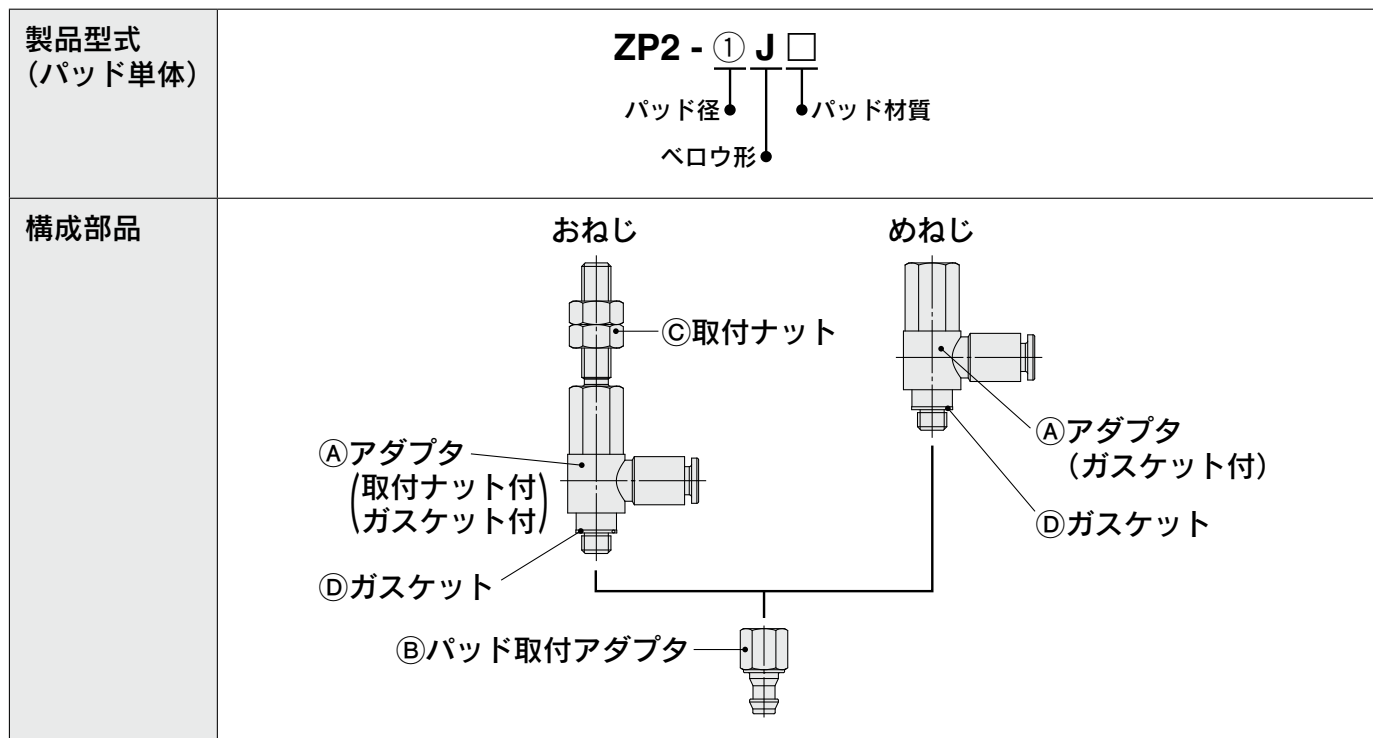 製品型式
（パッド単体）
ZP2 - ① J □
パッド径
パッド材質
ベロウ形
構成部品
おねじ
めねじ
Ⓒ取付ナット
Ⓐアダプタ
(取付ナット付)
(ガスケット付)
Ⓓガスケット
Ⓐアダプタ
（ガスケット付）
Ⓓガスケット
Ⓑパッド取付アダプタ